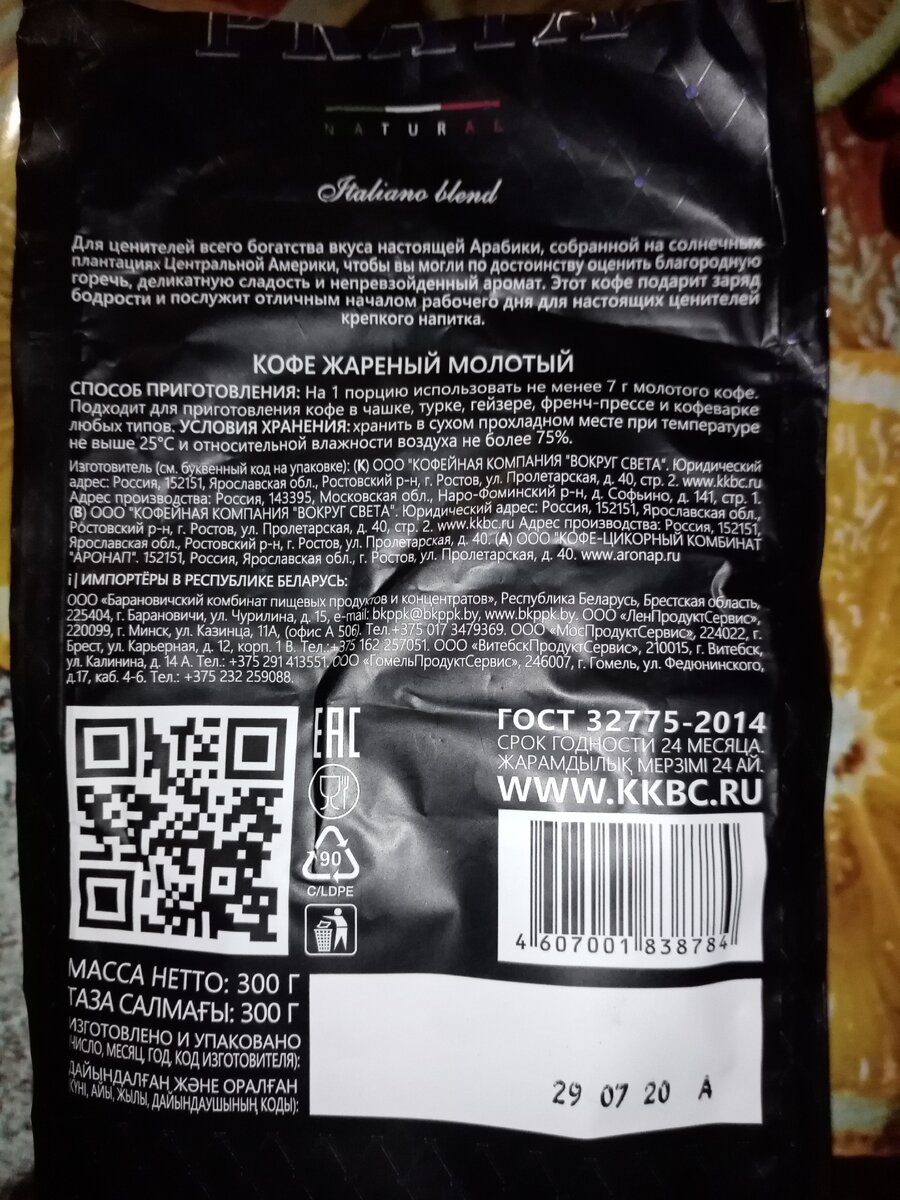 NATURAL
Italiano blend
Для ценителей всего богатства вкуса настоящей Арабики, собранной на солнечных
плантациях Центральной Америки, чтобы вы могли по достоинству оценить благородную
горечь, деликатную сладость и непревзойденный аромат. Этот кофе подарит заряд
бодрости и послужит отличным началом рабочего дня для настоящих ценителей
крепкого напитка.
КОФЕ ЖАРЕНЫЙ МОЛОТЫЙ
СПОСОБ ПРИГОТОВЛЕНИЯ: На 1 порцию использовать не менее 7 г молотого кофе.
Подходит для приготовления кофе в чашке, турке, гейзере, френч-прессе и кофеварке
любых типов. УСЛОВИЯ ХРАНЕНИЯ: хранить в сухом прохладном месте при температуре
не выше 25°С и относительной влажности воздуха не более 75%.
Изготовитель (см. буквенный код на упаковке): (К) ООО "КОФЕЙНАЯ КОМПАНИЯ "ВОКРУГ СВЕТА". Юридический
адрес: Россия, 152151, Ярославская обл., Ростовский р-н, г. Ростов, ул. Пролетарская, д. 40, стр. 2. www.kkbc.ru
Адрес производства: Россия, 143395, Московская обл., Наро-Фоминский р-н, д. Софьино, д. 141, стр. 1.
(В) ООО "КОФЕЙНАЯ КОМПАНИЯ "ВОКРУГ СВЕТА". Юридический адрес: Россия, 152151, Ярославская обл.,
Ростовский р-н, г. Ростов, ул. Пролетарская, д. 40, стр. 2. www.kkbc.ru Адрес производства: Россия, 152151,
Ярославская обл., Ростовский р-н, г. Ростов, ул. Пролетарская, д. 40. (А) ООО "КОФЕ-ЦИКОРНЫЙ КОМБИНАТ
"АРОНАП". 152151, Россия, Ярославская обл., г. Ростов, ул. Пролетарская, д. 40. www.aronap.ru
i| ИМПОРТЁРЫ В РЕСПУБЛИКЕ БЕЛАРУСЬ:
ООО «Барановичский комбинат пищевых продуктов и концентратов», Республика Беларусь, Брестская область,
225404, г. Барановичи, ул. Чурилина, д. 15, e-mail: bkppk@bkppk.by, www.bkppk.by. ООО «ЛенПродуктСервис»,
220099, г. Минск, ул. Казинца, 11А, (офис А 506). Тел.+375 017 3479369. ООО «МосПродуктСервис», 224022, г.
Брест, ул. Карьерная, д. 12, корп. 1 В. Тел.:+375 162 257051. ООО «ВитебскПродуктСервис», 210015, г. Витебск,
ул. Калинина, д. 14 А. Тел.: +375 291 413551, ООО «ГомельПродуктСервис», 246007, г. Гомель, ул. Федюнинского,
д.17, каб. 4-6. Тел.: +375 232 259088.
EAC
ГОСТ 32775-2014
СРОК ГОДНОСТИ 24 МЕСЯЦА.
ЖАРАМДЫЛЫҚ МЕРЗІМІ 24 АЙ.
WWW.KKBC.RU
90
C/LDPE
4 607001 838784
МАССА НЕТТО: 300 Г
ТАЗА САЛМАҒЫ: 300 Г
ИЗГОТОВЛЕНО И УПАКОВАНО
(ЧИСЛО, МЕСЯЦ, ГОД, КОД ИЗГОТОВИТЕЛЯ):
ДАЙЫНДАЛҒАН ЖӘНЕ ОРАЛҒАН
(КҮНІ, АЙЫ, ЖЫЛЫ, ДАЙЫНДАУШЫНЫҢ КОДЫ):
29 07 20 А